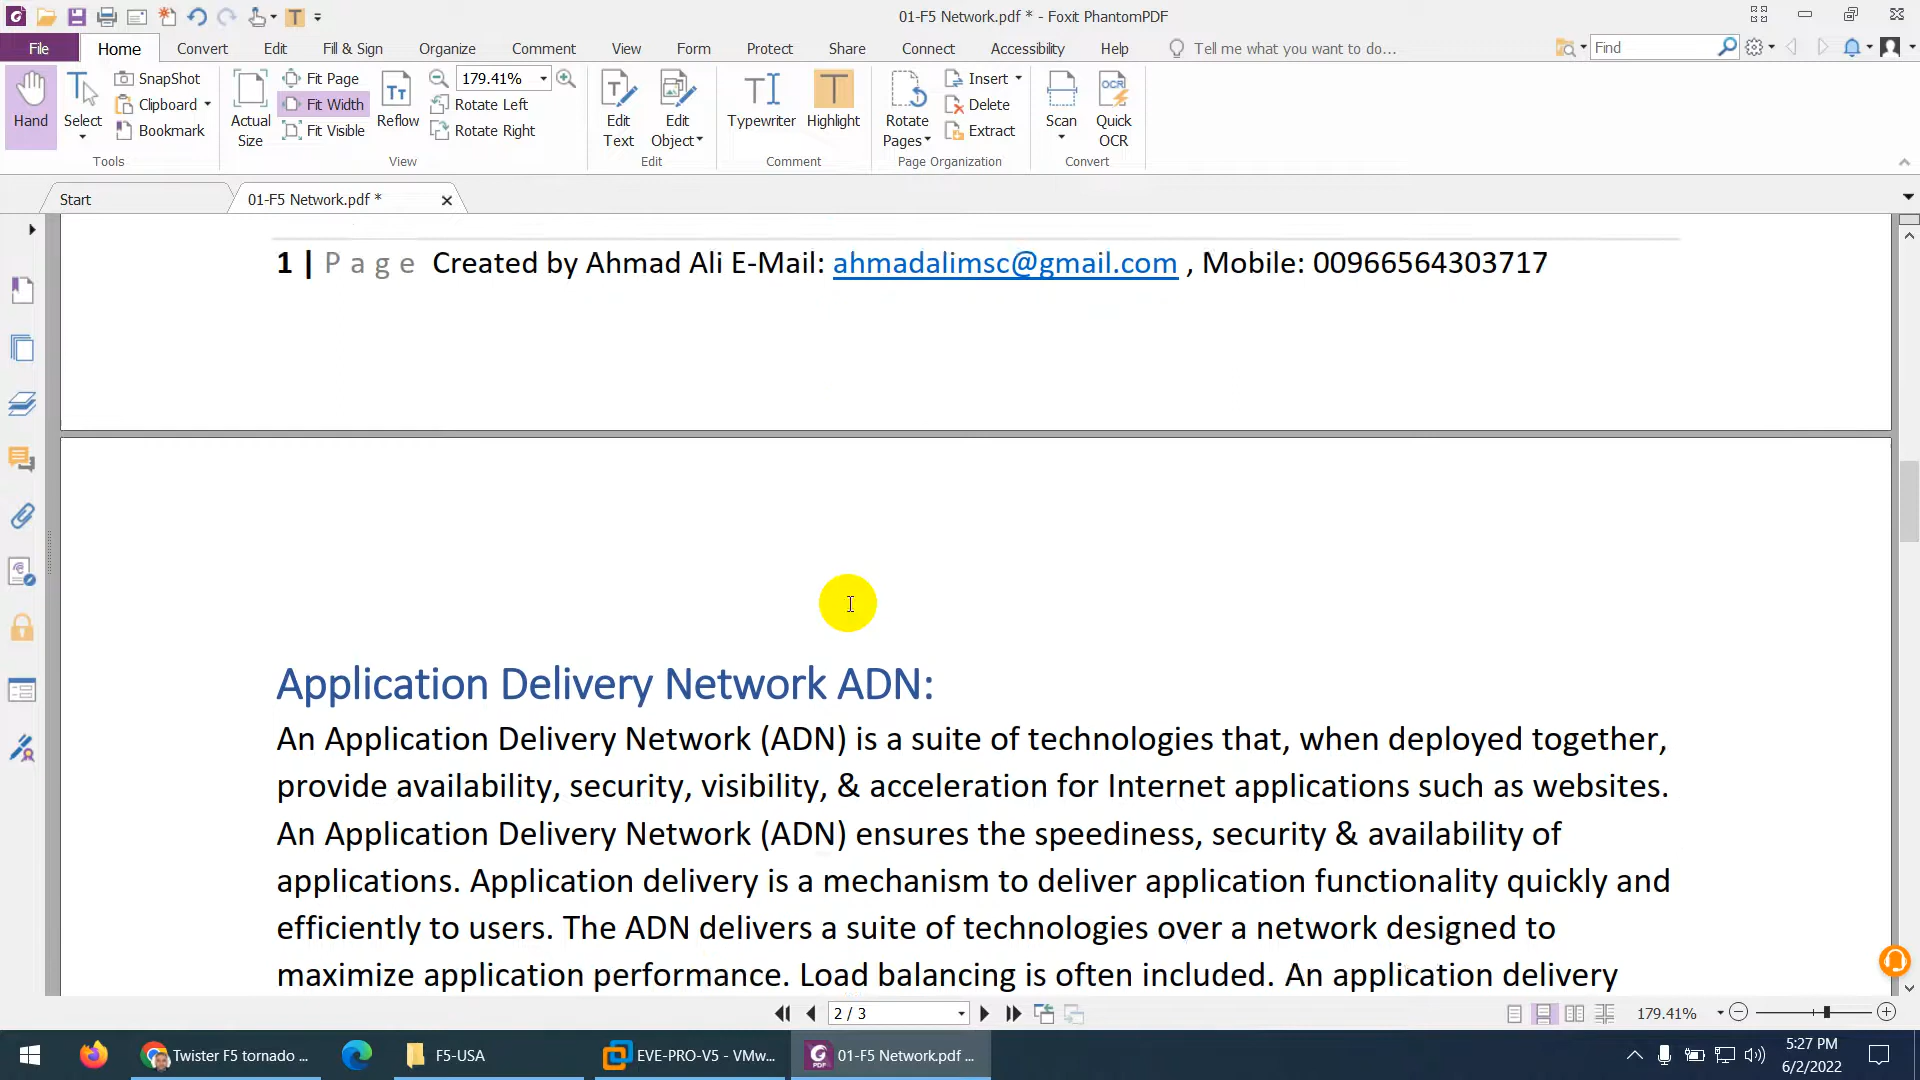 01-F5 Network.pdf * - Foxit PhantomPDF
File Home Convert Edit Fill & Sign Organize Comment View Form Protect Share Connect Accessibility Help Tell me what you want to do... Find
Hand Select SnapShot Clipboard Bookmark
Tools
Actual Size Fit Page Fit Width Fit Visible Reflow 179.41% Rotate Left Rotate Right
View
Edit Text Edit Object
Edit
Typewriter Highlight
Comment
Rotate Pages Insert Delete Extract
Page Organization
Scan Quick OCR
Convert
Start 01-F5 Network.pdf *
1 | P a g e Created by Ahmad Ali E-Mail: ahmadalimsc@gmail.com , Mobile: 00966564303717
Application Delivery Network ADN:
An Application Delivery Network (ADN) is a suite of technologies that, when deployed together,
provide availability, security, visibility, & acceleration for Internet applications such as websites.
An Application Delivery Network (ADN) ensures the speediness, security & availability of
applications. Application delivery is a mechanism to deliver application functionality quickly and
efficiently to users. The ADN delivers a suite of technologies over a network designed to
maximize application performance. Load balancing is often included. An application delivery
2 / 3 179.41%
Twister F5 tornado ... F5-USA EVE-PRO-V5 - VMw... 01-F5 Network.pdf ... 5:27 PM
6/2/2022